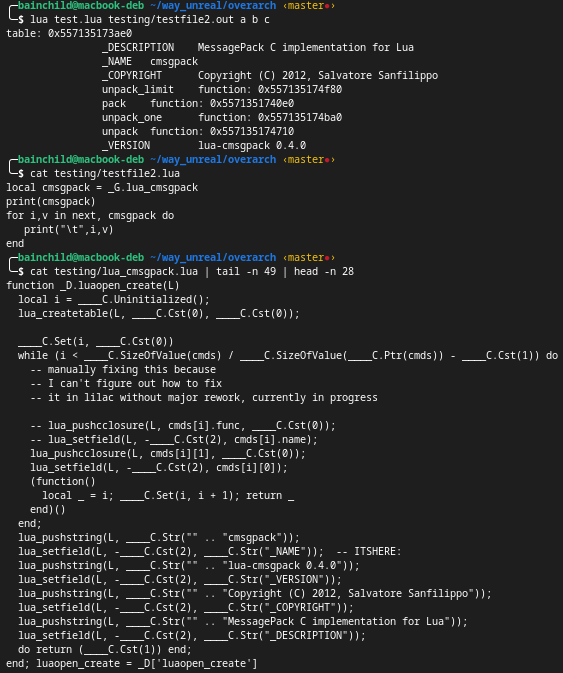 ╭─bainchild@macbook-deb ~/way_unreal/overarch ‹master●›
╰─$ lua test.lua testing/testfile2.out a b c
table: 0x557135173ae0
_DESCRIPTION MessagePack C implementation for Lua
_NAME cmsgpack
_COPYRIGHT Copyright (C) 2012, Salvatore Sanfilippo
unpack_limit function: 0x557135174f80
pack function: 0x5571351740e0
unpack_one function: 0x557135174ba0
unpack function: 0x557135174710
_VERSION lua-cmsgpack 0.4.0
╭─bainchild@macbook-deb ~/way_unreal/overarch ‹master●›
╰─$ cat testing/testfile2.lua
local cmsgpack = _G.lua_cmsgpack
print(cmsgpack)
for i,v in next, cmsgpack do
   print("\t",i,v)
end
╭─bainchild@macbook-deb ~/way_unreal/overarch ‹master●›
╰─$ cat testing/lua_cmsgpack.lua | tail -n 49 | head -n 28
function _D.luaopen_create(L)
  local i = ____C.Uninitialized();
  lua_createtable(L, ____C.Cst(0), ____C.Cst(0));
  ____C.Set(i, ____C.Cst(0))
  while (i < ____C.SizeOfValue(cmds) / ____C.SizeOfValue(____C.Ptr(cmds)) - ____C.Cst(1)) do
    -- manually fixing this because
    -- I can't figure out how to fix
    -- it in lilac without major rework, currently in progress
    -- lua_pushcclosure(L, cmds[i].func, ____C.Cst(0));
    -- lua_setfield(L, -____C.Cst(2), cmds[i].name);
    lua_pushcclosure(L, cmds[i][1], ____C.Cst(0));
    lua_setfield(L, -____C.Cst(2), cmds[i][0]);
    (function()
      local _ = i; ____C.Set(i, i + 1); return _
    end)()
  end;
  lua_pushstring(L, ____C.Str("" .. "cmsgpack"));
  lua_setfield(L, -____C.Cst(2), ____C.Str("_NAME"));  -- ITSHERE:
  lua_pushstring(L, ____C.Str("" .. "lua-cmsgpack 0.4.0"));
  lua_setfield(L, -____C.Cst(2), ____C.Str("_VERSION"));
  lua_pushstring(L, ____C.Str("" .. "Copyright (C) 2012, Salvatore Sanfilippo"));
  lua_setfield(L, -____C.Cst(2), ____C.Str("_COPYRIGHT"));
  lua_pushstring(L, ____C.Str("" .. "MessagePack C implementation for Lua"));
  lua_setfield(L, -____C.Cst(2), ____C.Str("_DESCRIPTION"));
  do return (____C.Cst(1)) end;
end; luaopen_create = _D['luaopen_create']